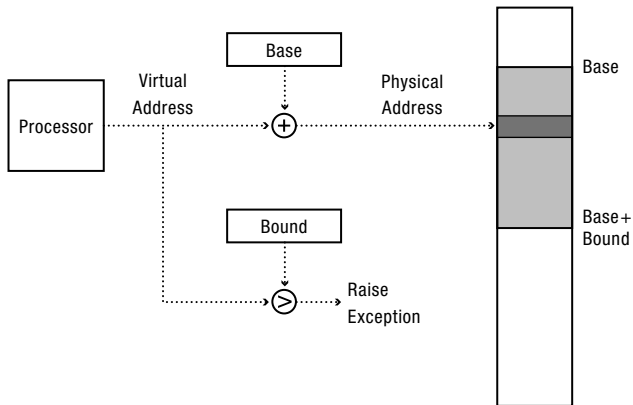 Base
Virtual
Address
Physical
Address
Base
Processor
+
Bound
Base+
Bound
>
Raise
Exception